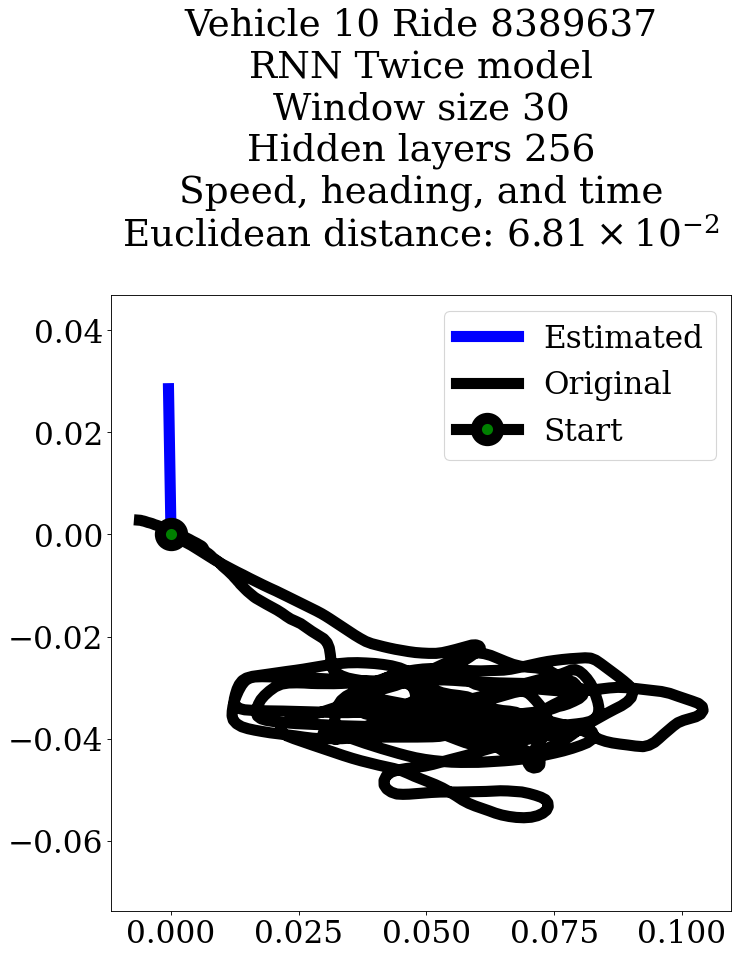 Vehicle 10 Ride 8389637
RNN Twice model
Window size 30
Hidden layers 256
Speed, heading, and time
Euclidean distance: 6.81 × 10⁻²
Estimated
Original
Start
0.04
0.02
0.00
−0.02
−0.04
−0.06
0.000 0.025 0.050 0.075 0.100